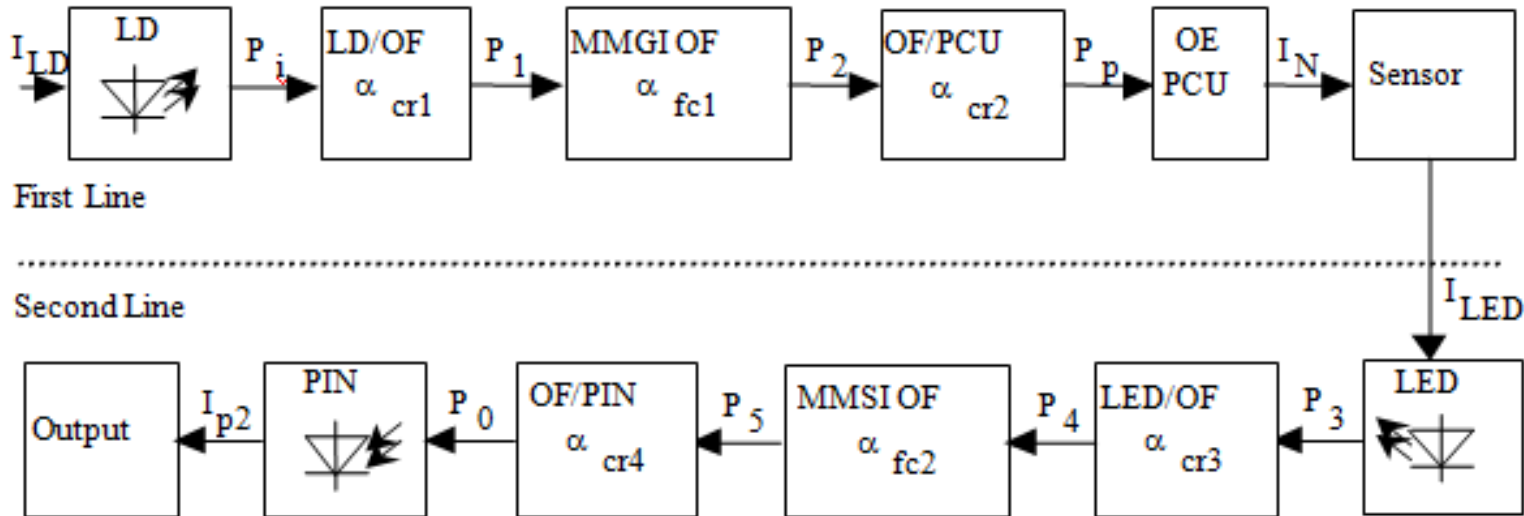 I LD
LD
P i
LD/OF
α cr1
P 1
MMGI OF
α fc1
P 2
OF/PCU
α cr2
P p
OE
PCU
I N
Sensor
First Line
Second Line
I LED
Output
I p2
PIN
P 0
OF/PIN
α cr4
P 5
MMSI OF
α fc2
P 4
LED/OF
α cr3
P 3
LED